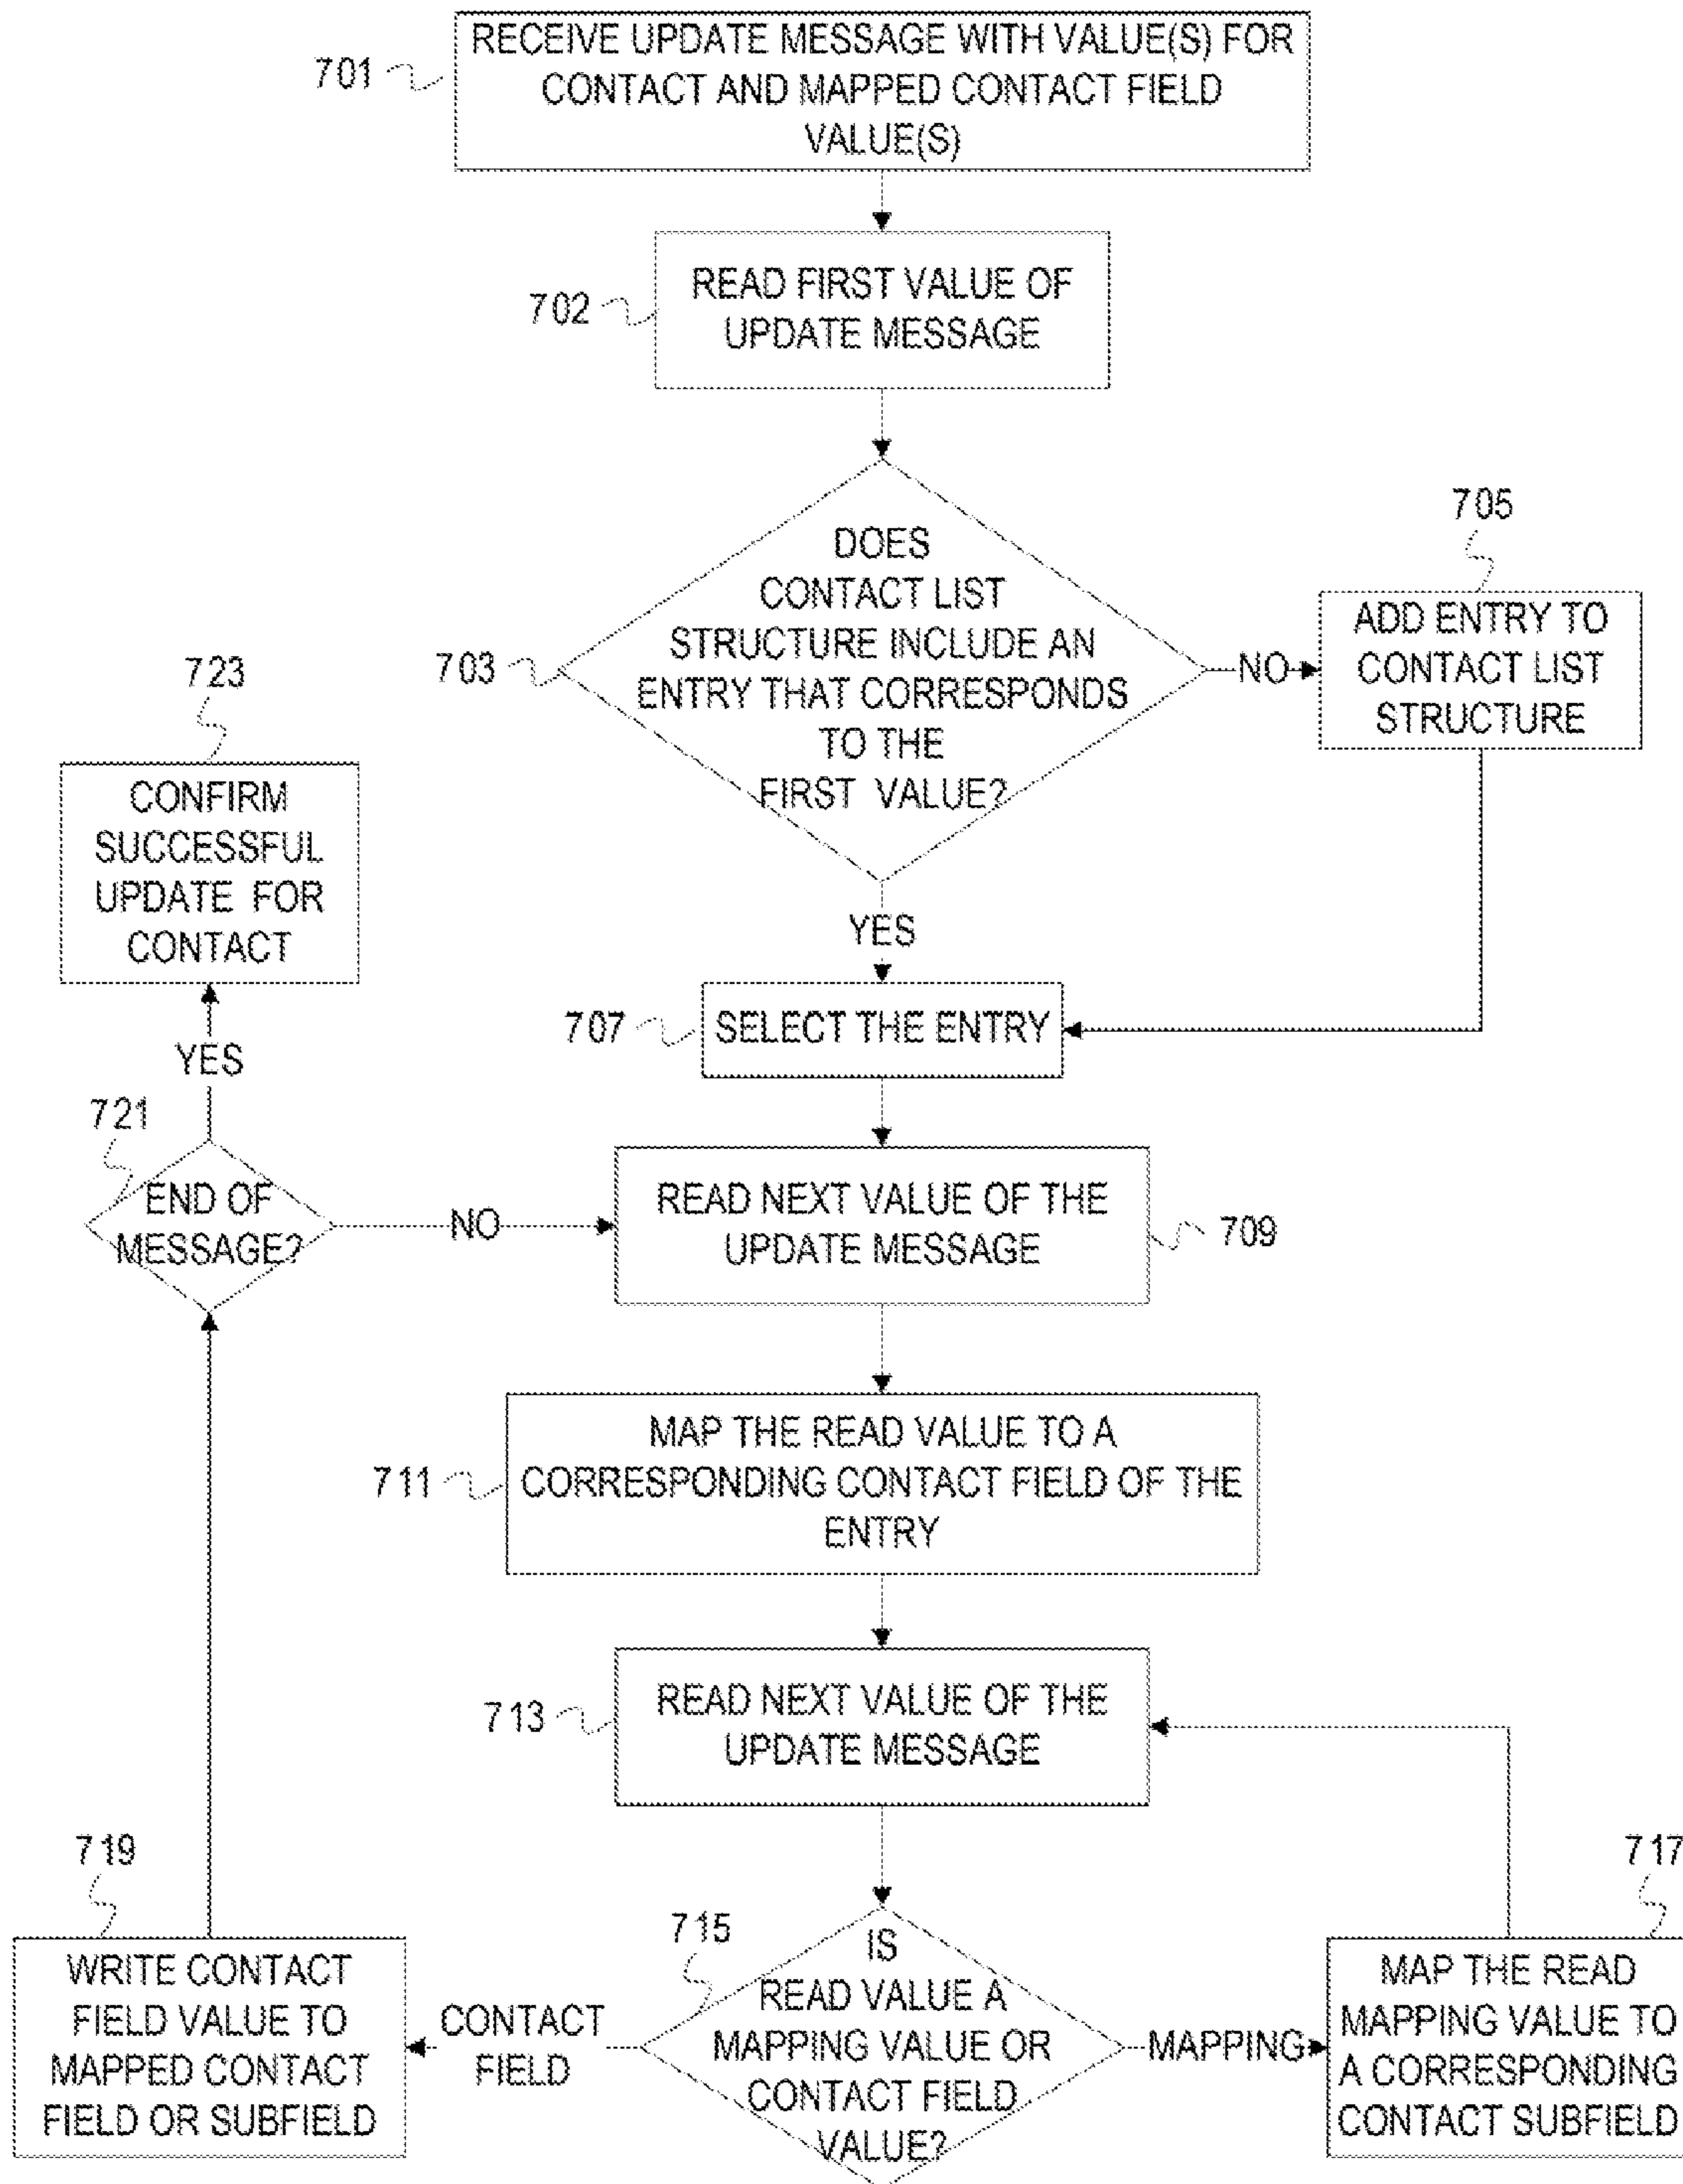 701
RECEIVE UPDATE MESSAGE WITH VALUE(S) FOR
CONTACT AND MAPPED CONTACT FIELD
VALUE(S)
702
READ FIRST VALUE OF
UPDATE MESSAGE
703
DOES
CONTACT LIST
STRUCTURE INCLUDE AN
ENTRY THAT CORRESPONDS
TO THE
FIRST VALUE?
NO
705
ADD ENTRY TO
CONTACT LIST
STRUCTURE
YES
707
SELECT THE ENTRY
723
CONFIRM
SUCCESSFUL
UPDATE FOR
CONTACT
YES
721
END OF
MESSAGE?
NO
READ NEXT VALUE OF THE
UPDATE MESSAGE
709
711
MAP THE READ VALUE TO A
CORRESPONDING CONTACT FIELD OF THE
ENTRY
713
READ NEXT VALUE OF THE
UPDATE MESSAGE
715
IS
READ VALUE A
MAPPING VALUE OR
CONTACT FIELD
VALUE?
MAPPING
717
MAP THE READ
MAPPING VALUE TO
A CORRESPONDING
CONTACT SUBFIELD
CONTACT
FIELD
719
WRITE CONTACT
FIELD VALUE TO
MAPPED CONTACT
FIELD OR SUBFIELD